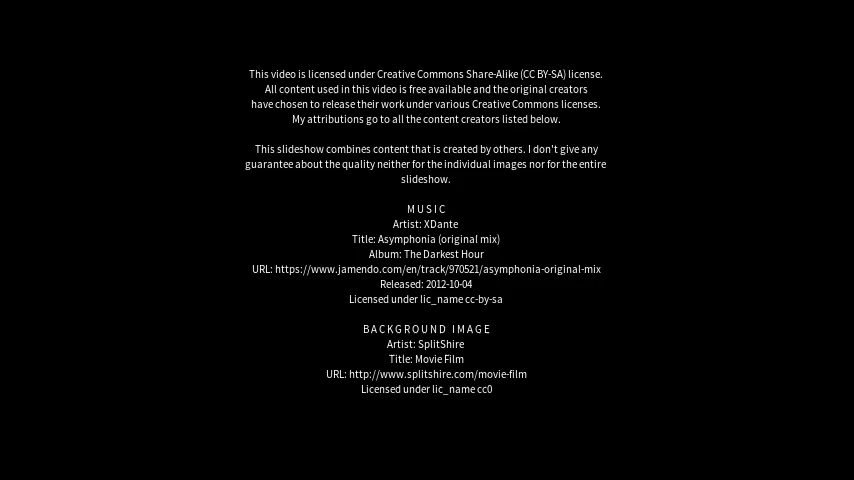 This video is licensed under Creative Commons Share-Alike (CC BY-SA) license.
All content used in this video is free available and the original creators
have chosen to release their work under various Creative Commons licenses.
My attributions go to all the content creators listed below.
This slideshow combines content that is created by others. I don't give any
guarantee about the quality neither for the individual images nor for the entire
slideshow.
MUSIC
Artist: XDante
Title: Asymphonia (original mix)
Album: The Darkest Hour
URL: https://www.jamendo.com/en/track/970521/asymphonia-original-mix
Released: 2012-10-04
Licensed under lic_name cc-by-sa
BACKGROUND IMAGE
Artist: SplitShire
Title: Movie Film
URL: http://www.splitshire.com/movie-film
Licensed under lic_name cc0